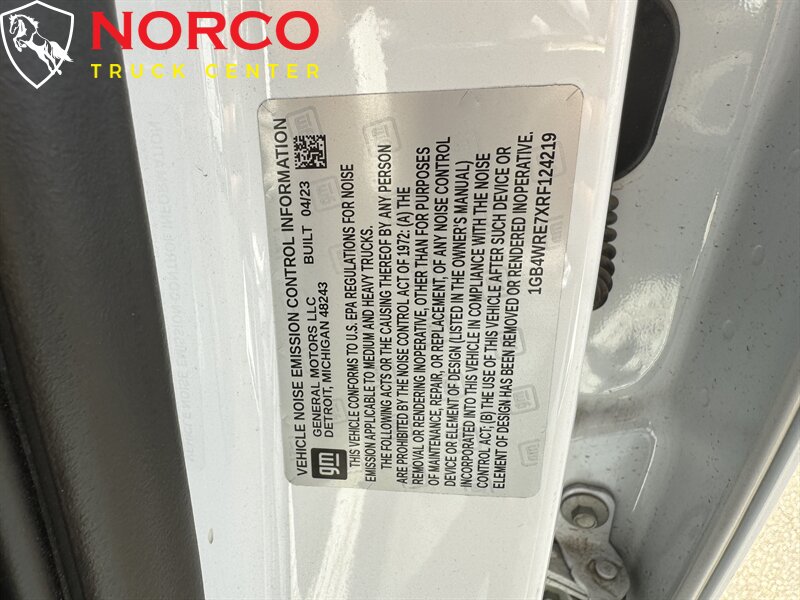 NORCO
TRUCK CENTER
VEHICLE NOISE EMISSION CONTROL INFORMATION
gm
GENERAL MOTORS LLC
DETROIT, MICHIGAN 48243
BUILT 04/23
THIS VEHICLE CONFORMS TO U.S. EPA REGULATIONS FOR NOISE
EMISSION APPLICABLE TO MEDIUM AND HEAVY TRUCKS.
THE FOLLOWING ACTS OR THE CAUSING THEREOF BY ANY PERSON
ARE PROHIBITED BY THE NOISE CONTROL ACT OF 1972: (A) THE
REMOVAL OR RENDERING INOPERATIVE, OTHER THAN FOR PURPOSES
OF MAINTENANCE, REPAIR, OR REPLACEMENT, OF ANY NOISE CONTROL
DEVICE OR ELEMENT OF DESIGN (LISTED IN THE OWNER'S MANUAL)
INCORPORATED INTO THIS VEHICLE IN COMPLIANCE WITH THE NOISE
CONTROL ACT; (B) THE USE OF THIS VEHICLE AFTER SUCH DEVICE OR
ELEMENT OF DESIGN HAS BEEN REMOVED OR RENDERED INOPERATIVE.
1GB4WRE7XRF124219